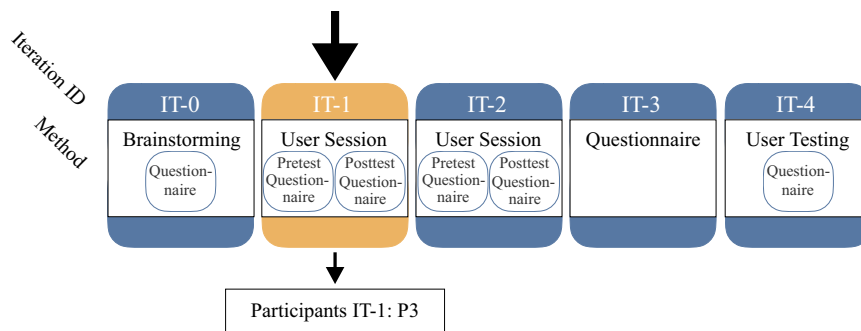 Iteration ID
IT-0
IT-1
IT-2
IT-3
IT-4
Method
Brainstorming
Question-
naire
User Session
Pretest
Question-
naire
Posttest
Question-
naire
User Session
Pretest
Question-
naire
Posttest
Question-
naire
Questionnaire
User Testing
Question-
naire
Participants IT-1: P3